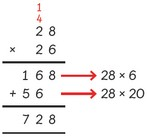 1
4
2 8
× 2 6
1 6 8 → 28 × 6
+ 5 6 → 28 × 20
7 2 8